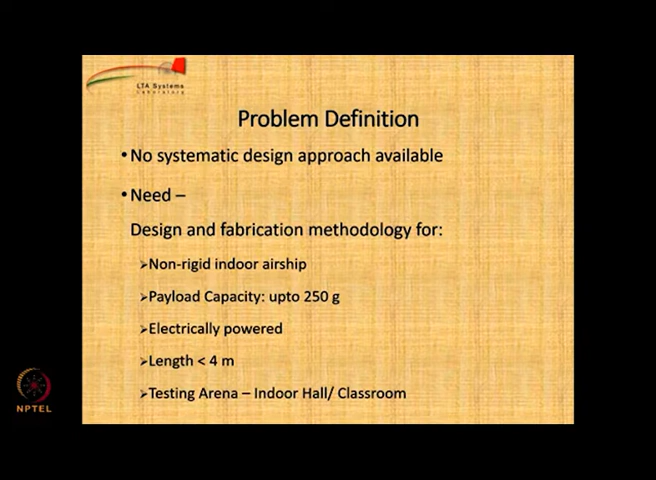 LTA Systems
Laboratory
Problem Definition
•No systematic design approach available
•Need –
Design and fabrication methodology for:
➢Non-rigid indoor airship
➢Payload Capacity: upto 250 g
➢Electrically powered
➢Length < 4 m
➢Testing Arena – Indoor Hall/ Classroom
NPTEL